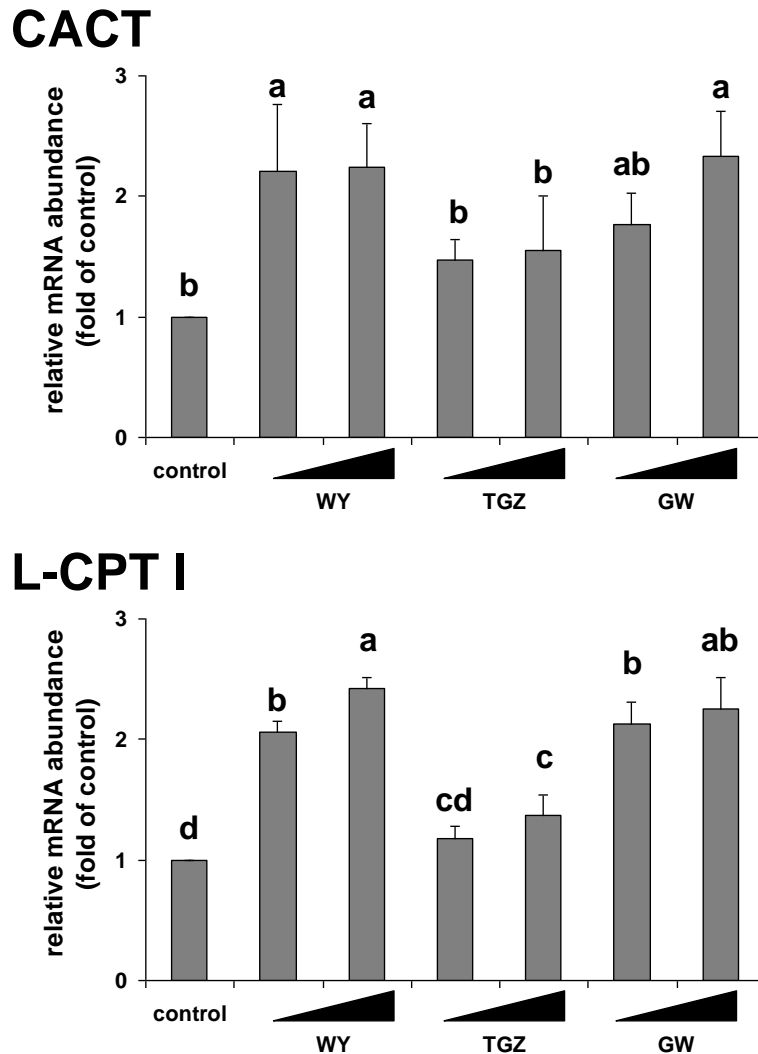 CACT
relative mRNA abundance
(fold of control)
3
2
1
0
b
a
a
b
b
ab
a
control
WY
TGZ
GW
L-CPT I
relative mRNA abundance
(fold of control)
3
2
1
0
d
b
a
cd
c
b
ab
control
WY
TGZ
GW